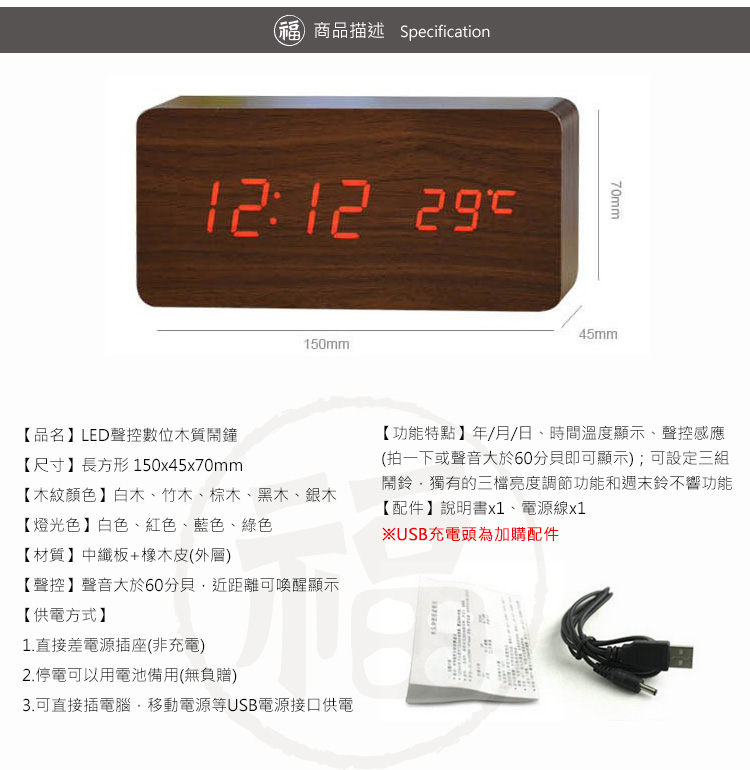 福 商品描述 Specification
12:12 29℃
70mm
45mm
150mm
【品名】LED聲控數位木質鬧鐘
【尺寸】長方形 150x45x70mm
【木紋顏色】白木、竹木、棕木、黑木、銀木
【燈光色】白色、紅色、藍色、綠色
【材質】中纖板+橡木皮(外層)
【聲控】聲音大於60分貝，近距離可喚醒顯示
【供電方式】
1.直接差電源插座(非充電)
2.停電可以用電池備用(無負贈)
3.可直接插電腦，移動電源等USB電源接口供電
【功能特點】年/月/日、時間溫度顯示、聲控感應
(拍一下或聲音大於60分貝即可顯示)；可設定三組
鬧鈴，獨有的三檔亮度調節功能和週末鈴不響功能
【配件】說明書x1、電源線x1
※USB充電頭為加購配件
福